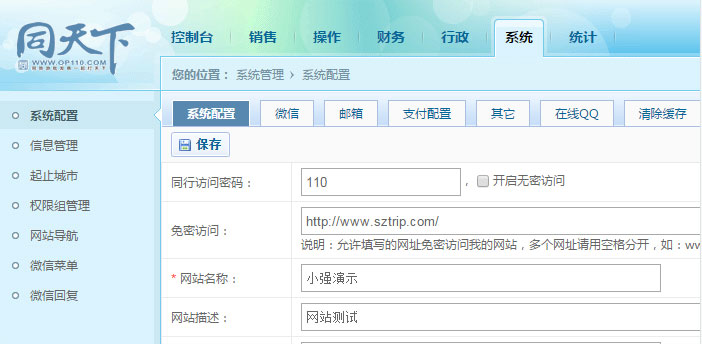 同天下
WWW.OP110.COM
控制台 销售 操作 财务 行政 系统 统计
您的位置： 系统管理 › 系统配置
系统配置
信息管理
起止城市
权限组管理
网站导航
微信菜单
微信回复
系统配置 微信 邮箱 支付配置 其它 在线QQ 清除缓存
保存
同行访问密码： 110 ， 开启无密访问
免密访问： http://www.sztrip.com/
说明：允许填写的网址免密访问我的网站，多个网址请用空格分开，如：ww
* 网站名称： 小强演示
网站描述： 网站测试